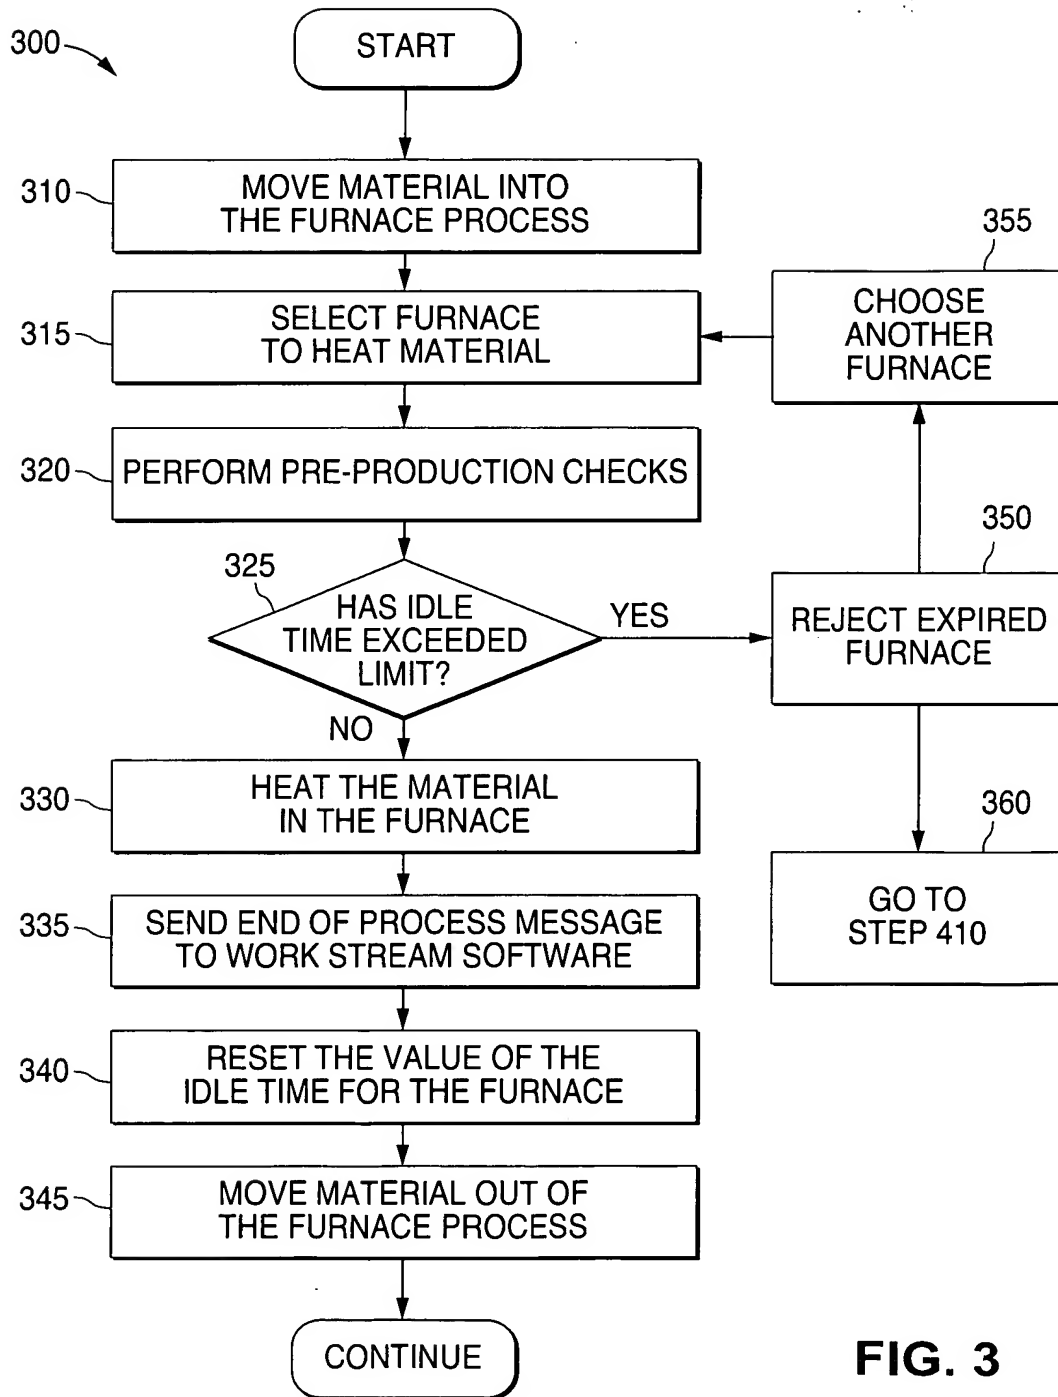 300
START
310
MOVE MATERIAL INTO
THE FURNACE PROCESS
315
SELECT FURNACE
TO HEAT MATERIAL
355
CHOOSE
ANOTHER
FURNACE
320
PERFORM PRE-PRODUCTION CHECKS
325
HAS IDLE
TIME EXCEEDED
LIMIT?
YES
NO
350
REJECT EXPIRED
FURNACE
330
HEAT THE MATERIAL
IN THE FURNACE
360
GO TO
STEP 410
335
SEND END OF PROCESS MESSAGE
TO WORK STREAM SOFTWARE
340
RESET THE VALUE OF THE
IDLE TIME FOR THE FURNACE
345
MOVE MATERIAL OUT OF
THE FURNACE PROCESS
CONTINUE
FIG. 3